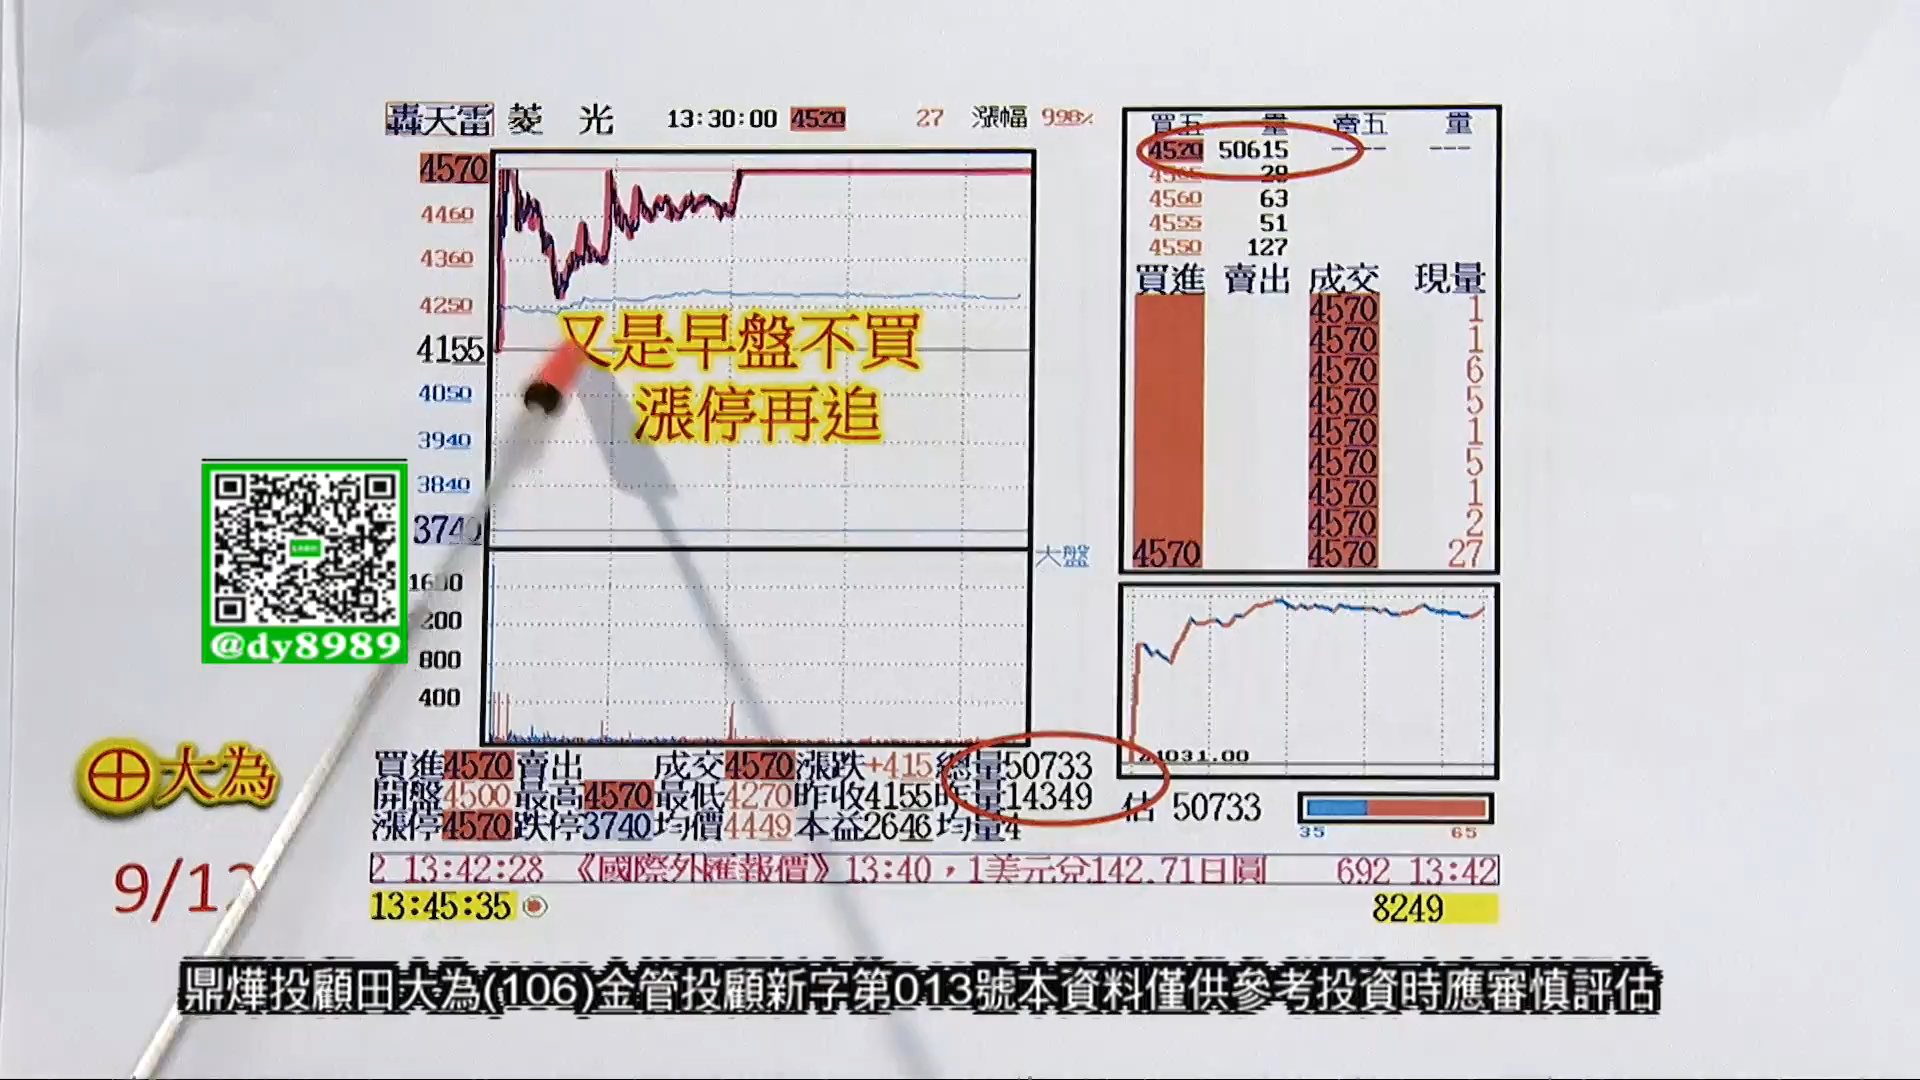 轟天雷 菱 光 13:30:00 4570 27 漲幅 9.98%
4570
4460
4360
4250
4155
4050
3940
3840
800
400
又是早盤不買
漲停再追
大盤
買五 量 賣五 量
4570 50615 ---- ---
4565 29
4560 63
4555 51
4550 127
買進 賣出 成交 現量
4570 1
4570 1
4570 6
4570 5
4570 1
4570 5
4570 1
4570 2
4570 4570 27
買進4570 賣出 成交4570 漲跌+415 總量50733
開盤4500 最高4570 最低4270 昨收4155 昨量14349
漲停4570 跌停3740 均價4449 本益2646 均量4
估 50733
35 65
2 13:42:28 《國際外匯報價》13:40,1美元兌142.71日圓 692 13:42
13:45:35 8249
@dy8989
田大為
鼎燁投顧田大為(106)金管投顧新字第013號本資料僅供參考投資時應審慎評估